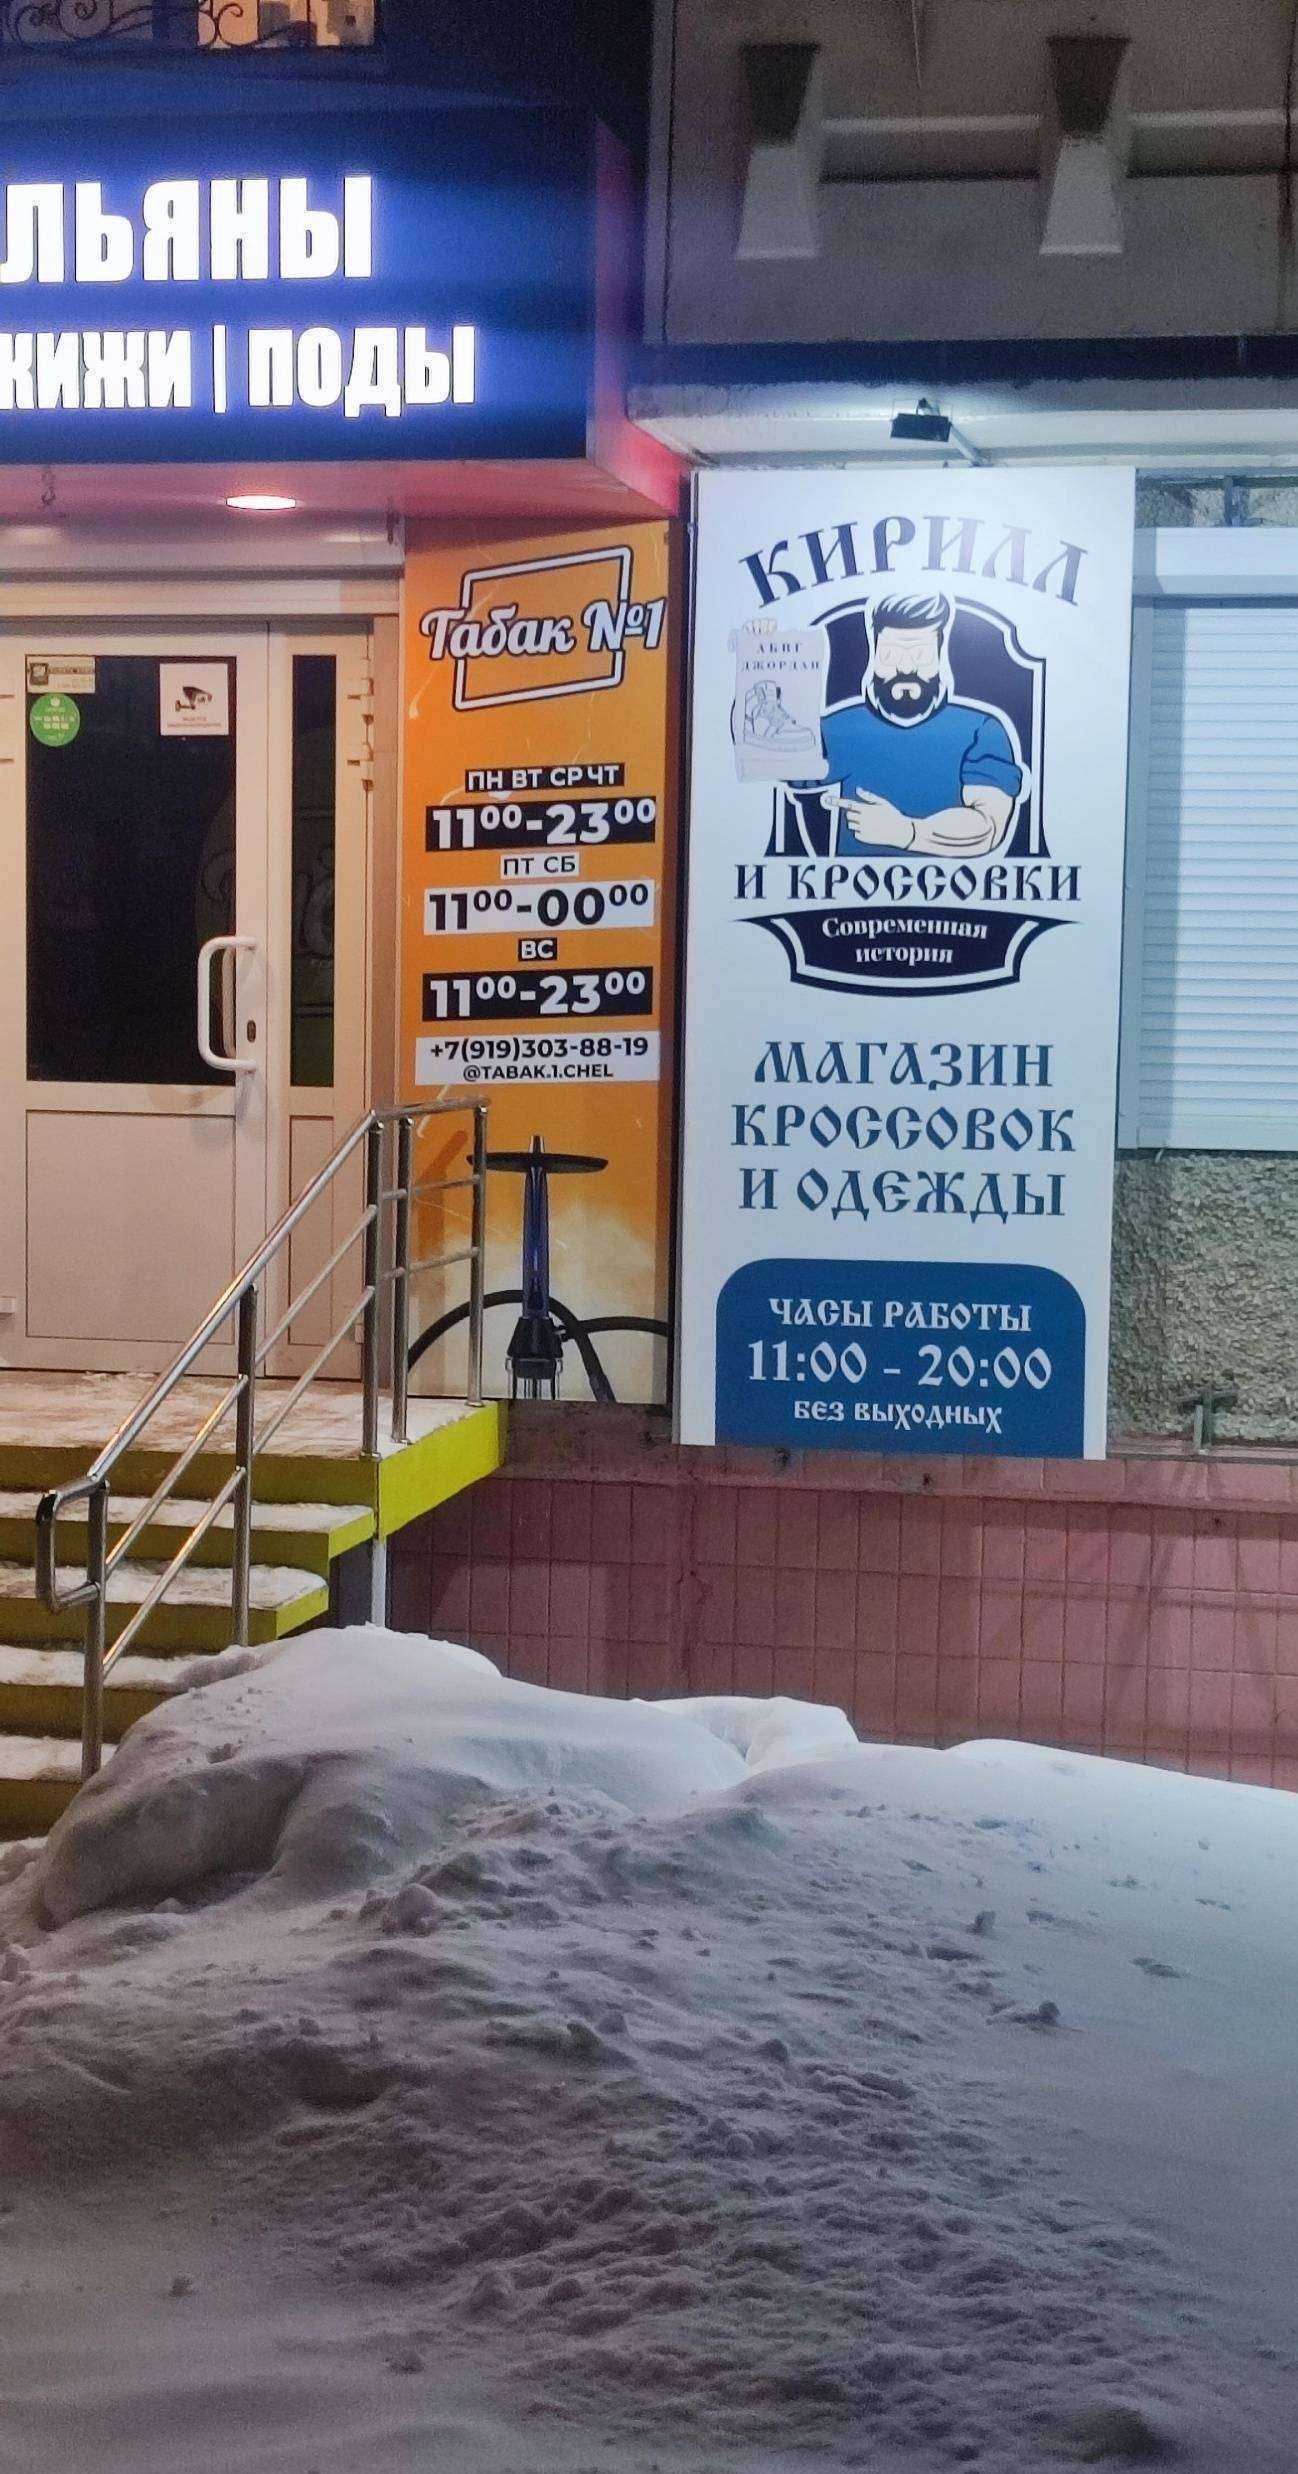 льяны
жижи | поды
Табак №1
ПН ВТ СР ЧТ
11⁰⁰-23⁰⁰
ПТ СБ
11⁰⁰-00⁰⁰
ВС
11⁰⁰-23⁰⁰
+7(919)303-88-19
@TABAK.1.CHEL
КИРИЛЛ
АБИГ
ДЖОРДАН
И КРОССОВКИ
Современная
история
МАГАЗИН
КРОССОВОК
И ОДЕЖДЫ
ЧАСЫ РАБОТЫ
11:00 - 20:00
БЕЗ ВЫХОДНЫХ